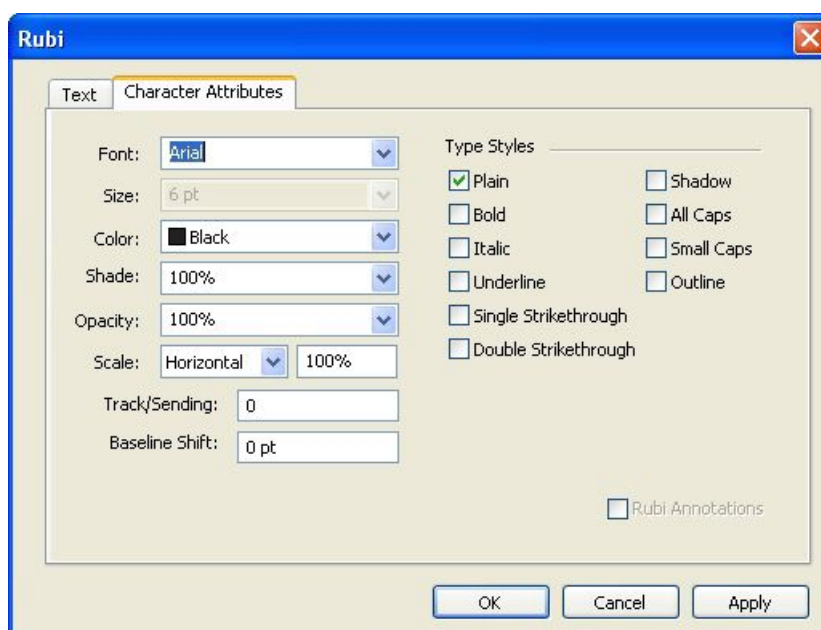 Rubi
Text
Character Attributes
Font: Arial
Size: 6 pt
Color: Black
Shade: 100%
Opacity: 100%
Scale: Horizontal 100%
Track/Sending: 0
Baseline Shift: 0 pt
Type Styles
Plain
Bold
Italic
Underline
Single Strikethrough
Double Strikethrough
Shadow
All Caps
Small Caps
Outline
Rubi Annotations
OK
Cancel
Apply